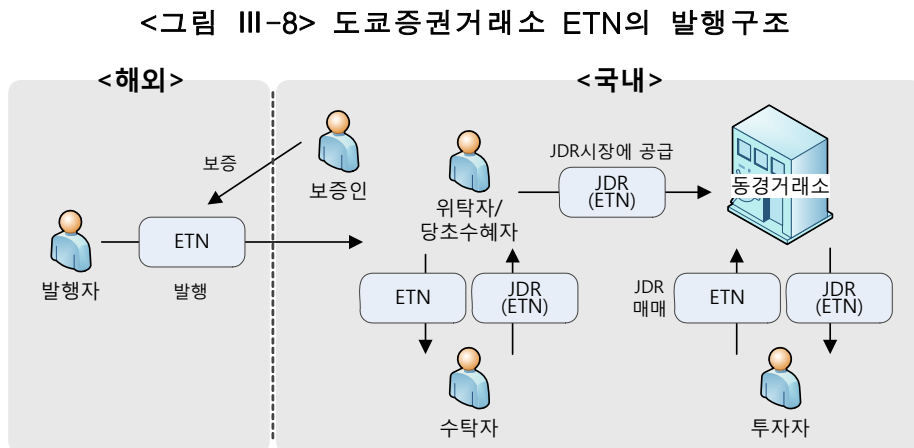 <그림 Ⅲ-8> 도쿄증권거래소 ETN의 발행구조
<해외>
<국내>
보증
보증인
위탁자/
당초수혜자
JDR시장에 공급
JDR
(ETN)
동경거래소
발행자
ETN
발행
ETN
JDR
(ETN)
JDR
매매
ETN
JDR
(ETN)
수탁자
투자자